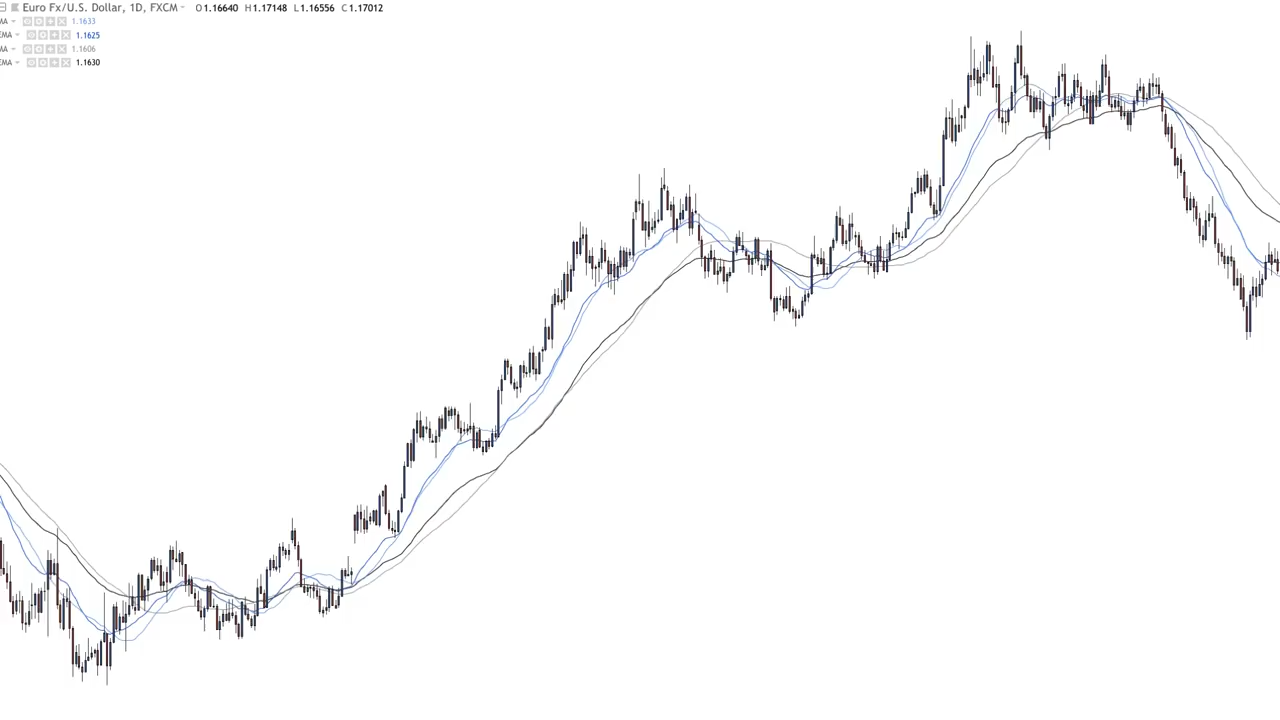 Euro Fx/U.S. Dollar, 1D, FXCM O1.16640 H1.17148 L1.16556 C1.17012
MA 1.1633
EMA 1.1625
MA 1.1606
EMA 1.1630